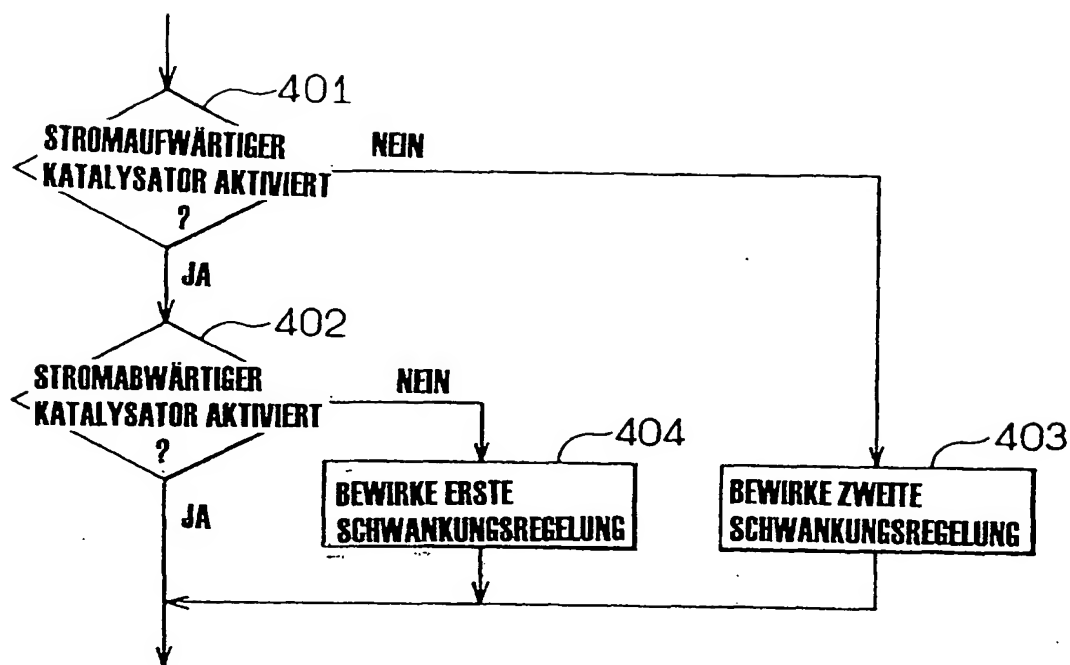 401
STROMAUFWÄRTIGER
KATALYSATOR AKTIVIERT
?
NEIN
JA
402
STROMABWÄRTIGER
KATALYSATOR AKTIVIERT
?
NEIN
JA
404
BEWIRKE ERSTE
SCHWANKUNGSREGELUNG
403
BEWIRKE ZWEITE
SCHWANKUNGSREGELUNG